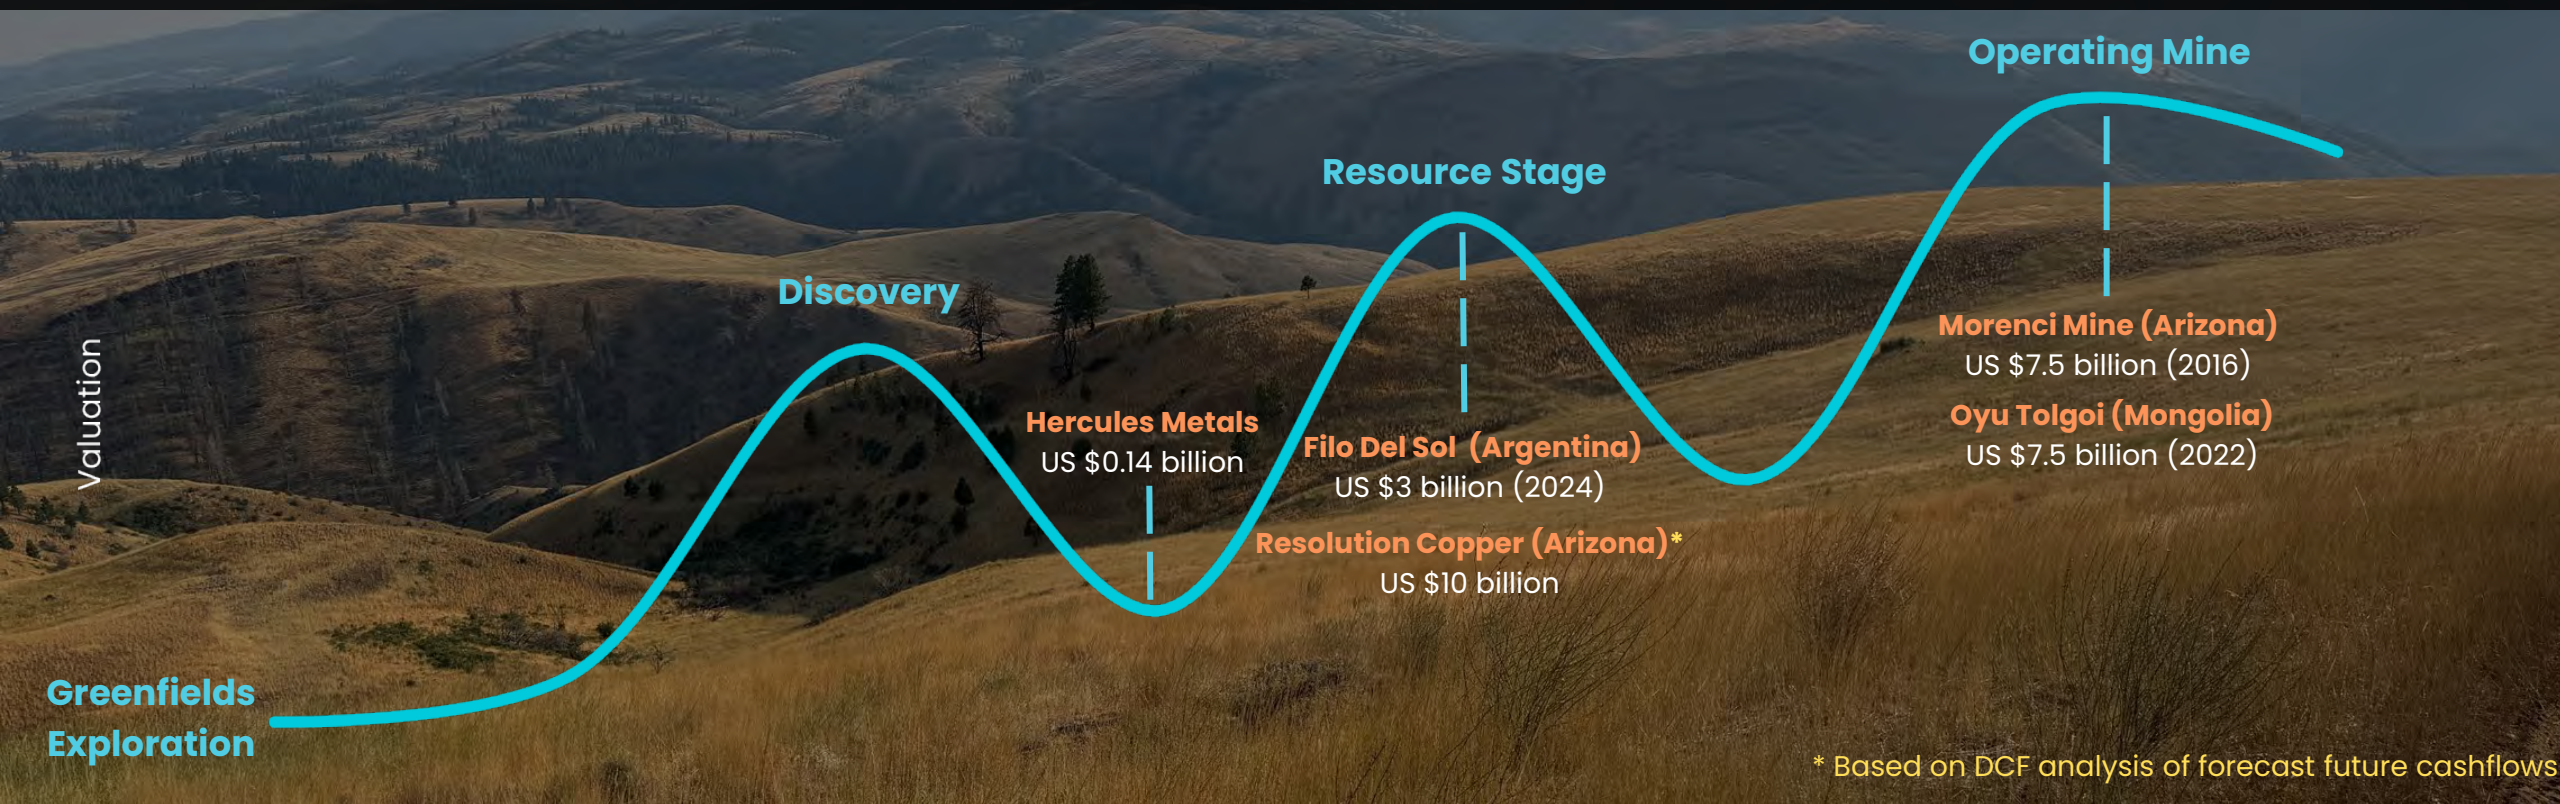 Operating Mine
Resource Stage
Discovery
Valuation
Hercules Metals
US $0.14 billion
Filo Del Sol (Argentina)
US $3 billion (2024)
Resolution Copper (Arizona)*
US $10 billion
Morenci Mine (Arizona)
US $7.5 billion (2016)
Oyu Tolgoi (Mongolia)
US $7.5 billion (2022)
Greenfields
Exploration
* Based on DCF analysis of forecast future cashflows